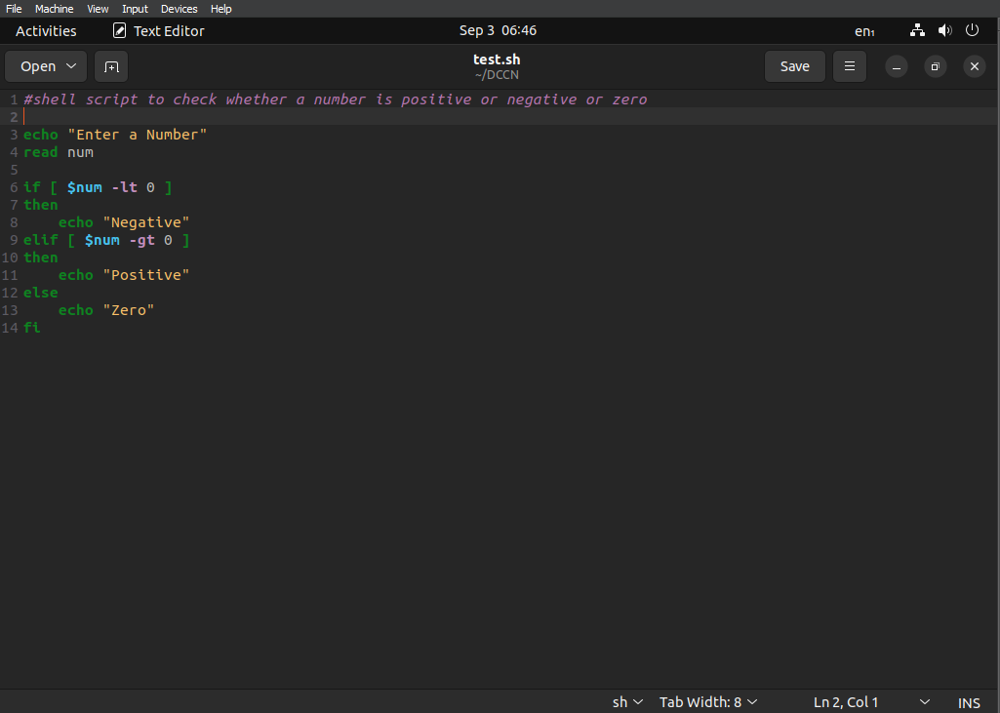 File Machine View Input Devices Help
Activities Text Editor Sep 3 06:46 en₁
Open test.sh Save
~/DCCN
1 #shell script to check whether a number is positive or negative or zero
2
3 echo "Enter a Number"
4 read num
5
6 if [ $num -lt 0 ]
7 then
8     echo "Negative"
9 elif [ $num -gt 0 ]
10 then
11     echo "Positive"
12 else
13     echo "Zero"
14 fi
sh Tab Width: 8 Ln 2, Col 1 INS